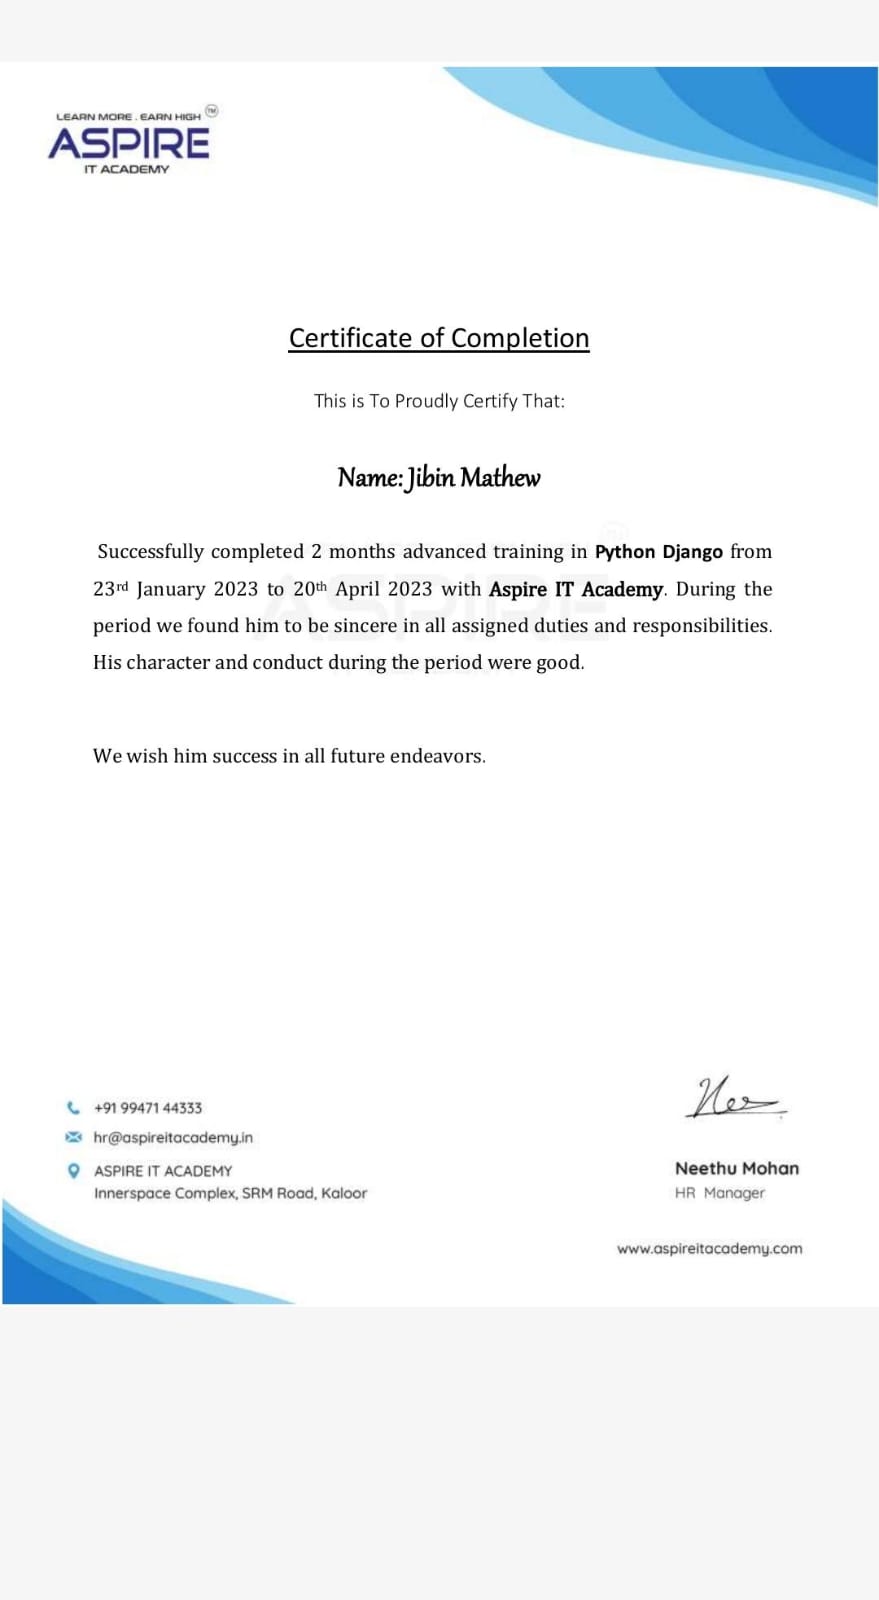 LEARN MORE . EARN HIGH TM
ASPIRE
IT ACADEMY
Certificate of Completion
This is To Proudly Certify That:
Name: Jibin Mathew
Successfully completed 2 months advanced training in Python Django from
23rd January 2023 to 20th April 2023 with Aspire IT Academy. During the
period we found him to be sincere in all assigned duties and responsibilities.
His character and conduct during the period were good.
We wish him success in all future endeavors.
+91 99471 44333
hr@aspireitacademy.in
ASPIRE IT ACADEMY
Innerspace Complex, SRM Road, Kaloor
Neethu Mohan
HR Manager
www.aspireitacademy.com